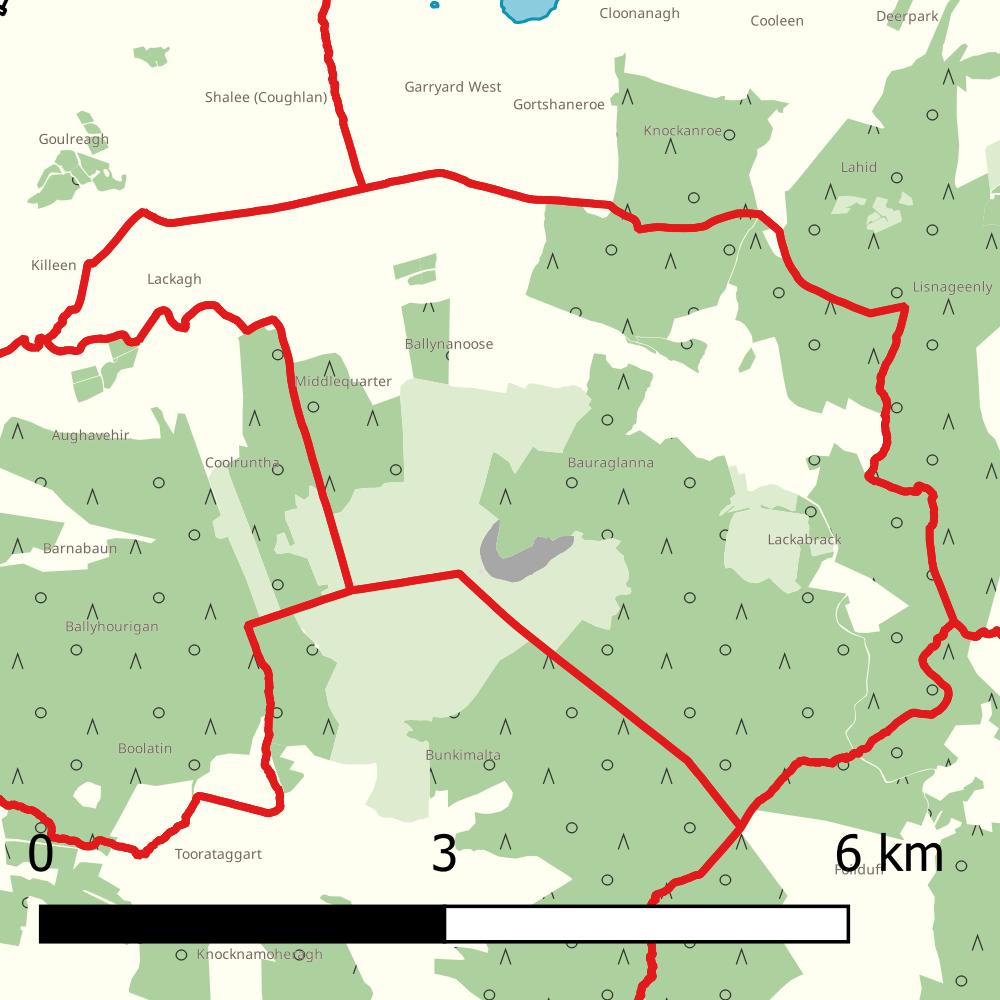 Cloonanagh
Cooleen
Deerpark
Garryard West
Shalee (Coughlan)
Gortshaneroe
Knockanroe
Goulreagh
Lahid
Killeen
Lackagh
Lisnageenly
Ballynanoose
Middlequarter
Aughavehir
Coolruntha
Bauraglanna
Barnabaun
Lackabrack
Ballyhourigan
Boolatin
Bunkimalta
Toorataggart
0 3 6 km
Foilduff
Knocknamoheragh